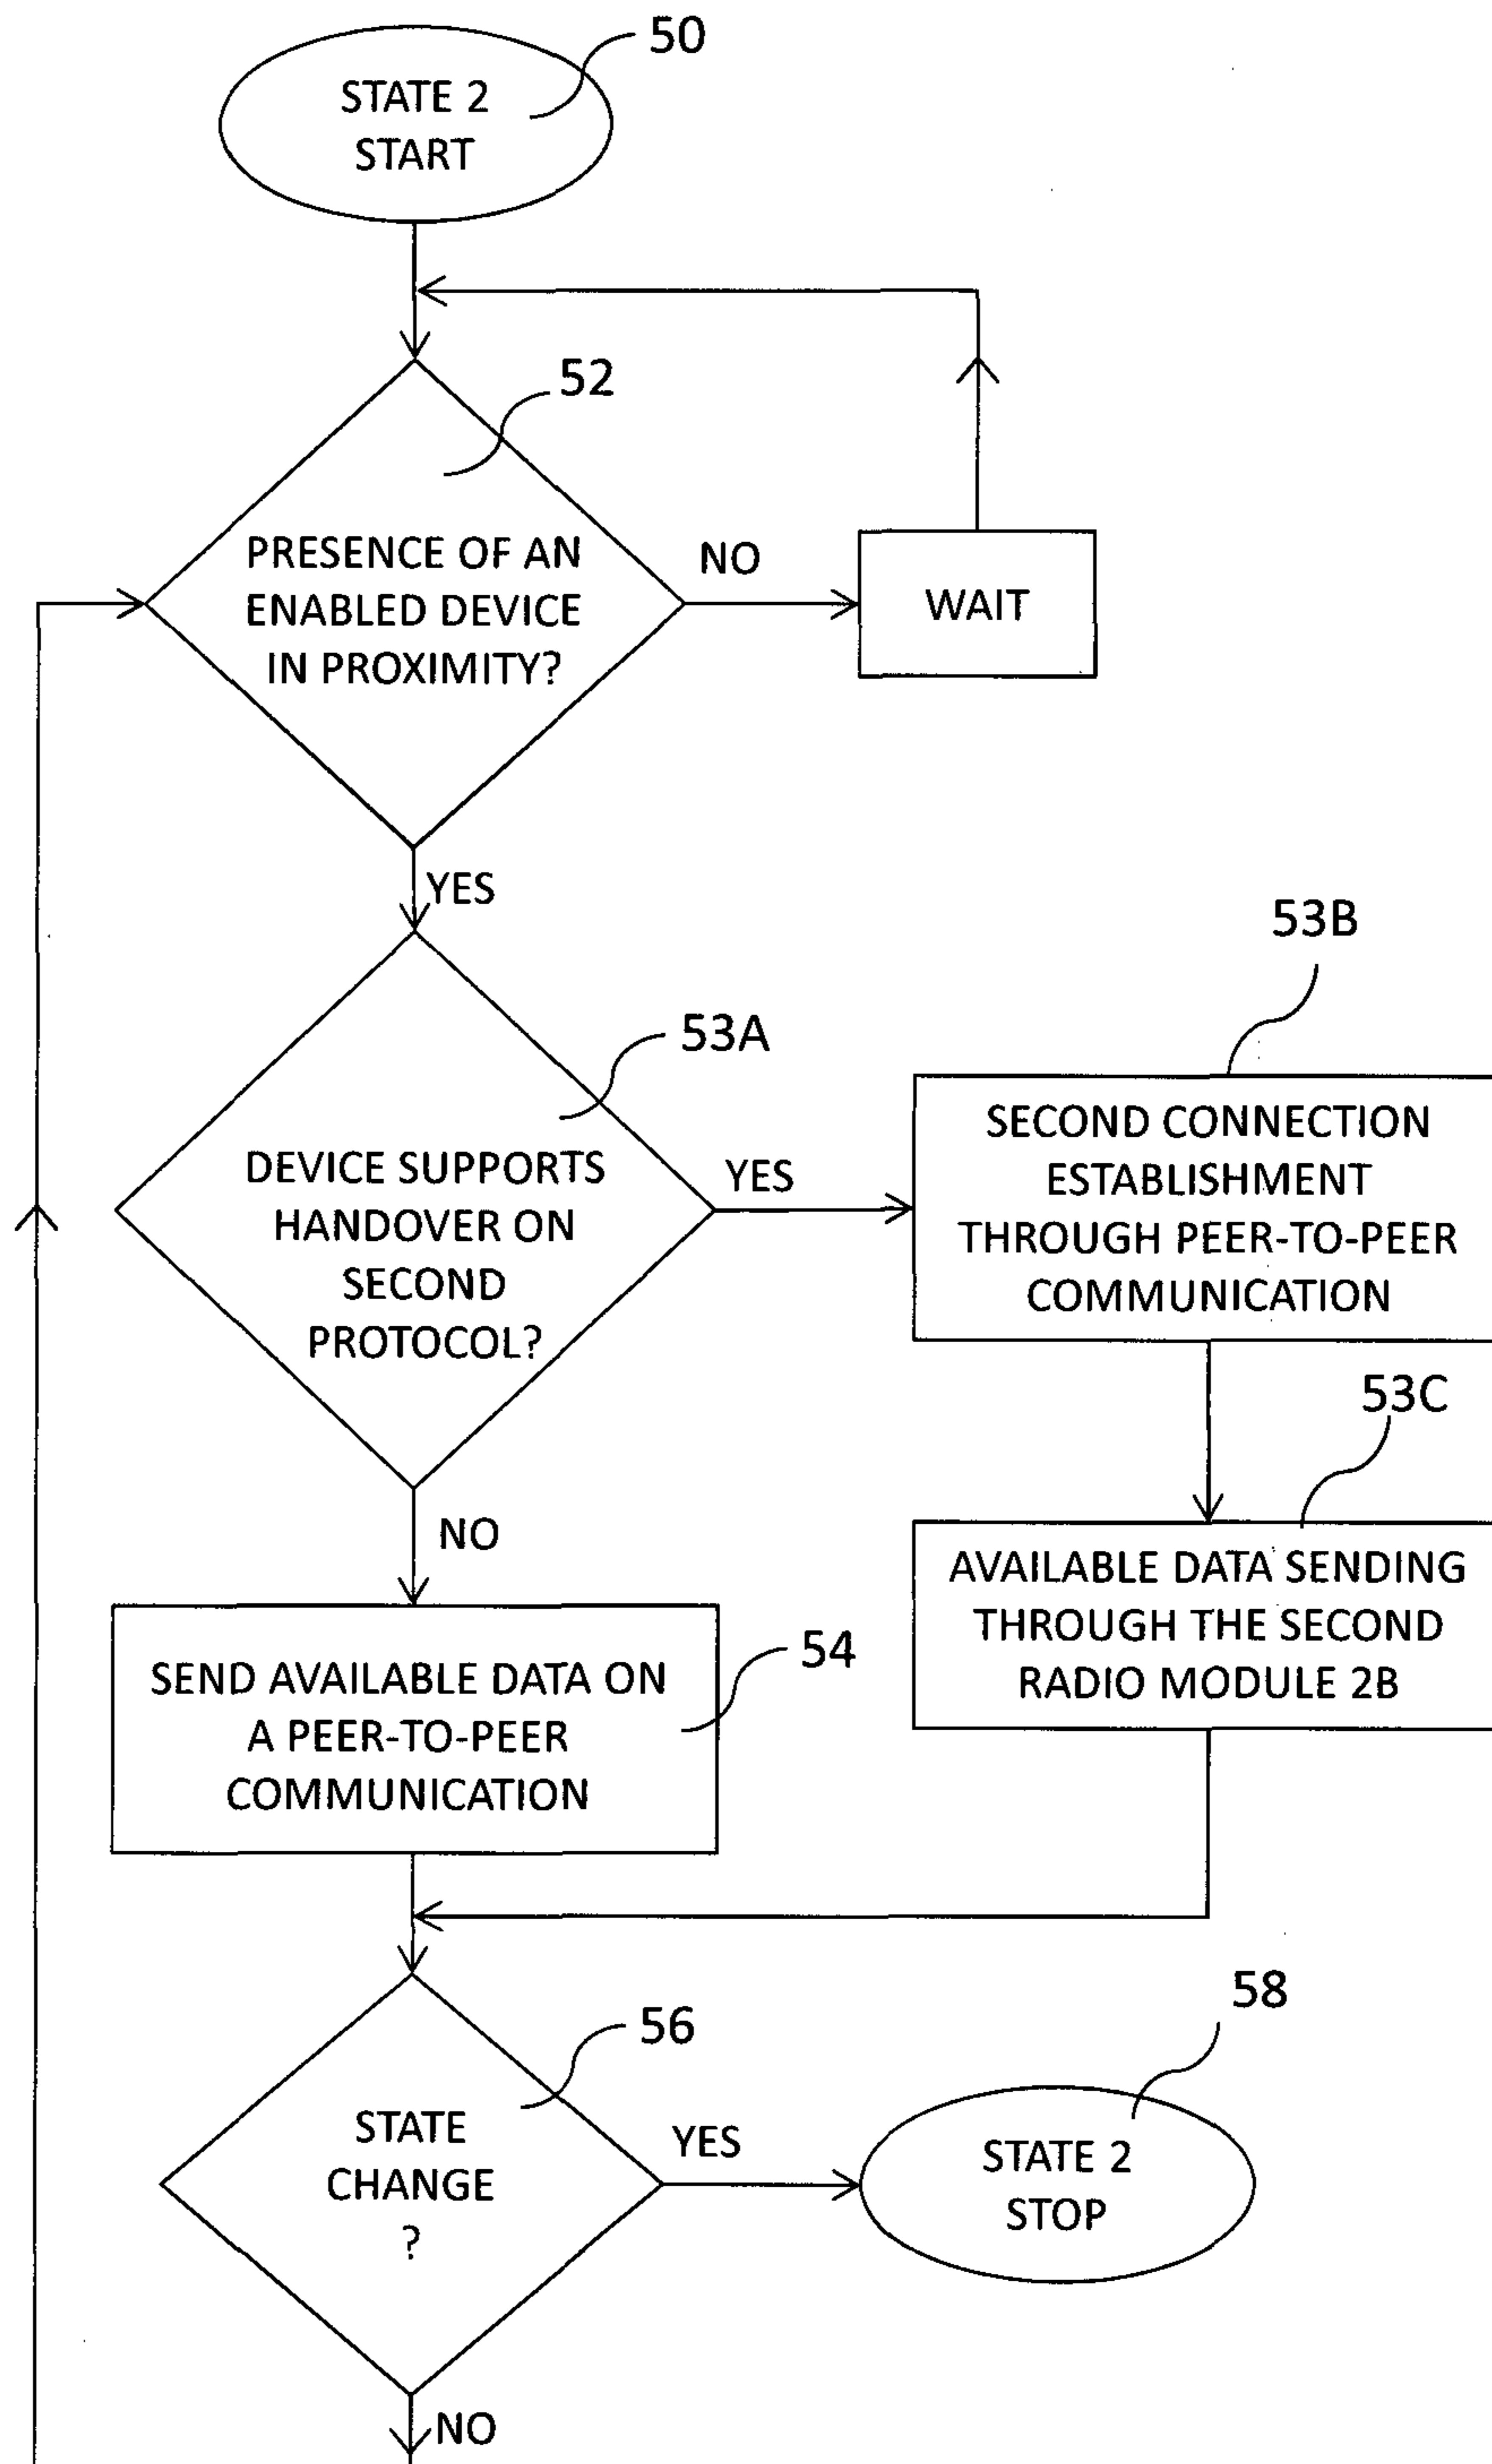 50
STATE 2
START
52
PRESENCE OF AN
ENABLED DEVICE
IN PROXIMITY?
NO
WAIT
YES
53A
DEVICE SUPPORTS
HANDOVER ON
SECOND
PROTOCOL?
YES
53B
SECOND CONNECTION
ESTABLISHMENT
THROUGH PEER-TO-PEER
COMMUNICATION
53C
AVAILABLE DATA SENDING
THROUGH THE SECOND
RADIO MODULE 2B
NO
SEND AVAILABLE DATA ON
A PEER-TO-PEER
COMMUNICATION
54
56
STATE
CHANGE
?
YES
58
STATE 2
STOP
NO